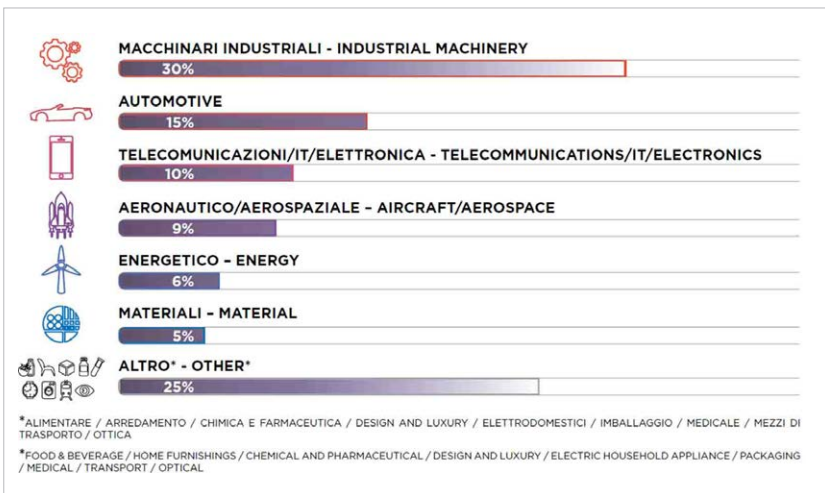 MACCHINARI INDUSTRIALI - INDUSTRIAL MACHINERY
30%
AUTOMOTIVE
15%
TELECOMUNICAZIONI/IT/ELETTRONICA - TELECOMMUNICATIONS/IT/ELECTRONICS
10%
AERONAUTICO/AEROSPAZIALE – AIRCRAFT/AEROSPACE
9%
ENERGETICO – ENERGY
6%
MATERIALI – MATERIAL
5%
ALTRO* - OTHER*
25%
*ALIMENTARE / ARREDAMENTO / CHIMICA E FARMACEUTICA / DESIGN AND LUXURY / ELETTRODOMESTICI / IMBALLAGGIO / MEDICALE / MEZZI DI
TRASPORTO / OTTICA
*FOOD & BEVERAGE / HOME FURNISHINGS / CHEMICAL AND PHARMACEUTICAL / DESIGN AND LUXURY / ELECTRIC HOUSEHOLD APPLIANCE / PACKAGING
/ MEDICAL / TRANSPORT / OPTICAL